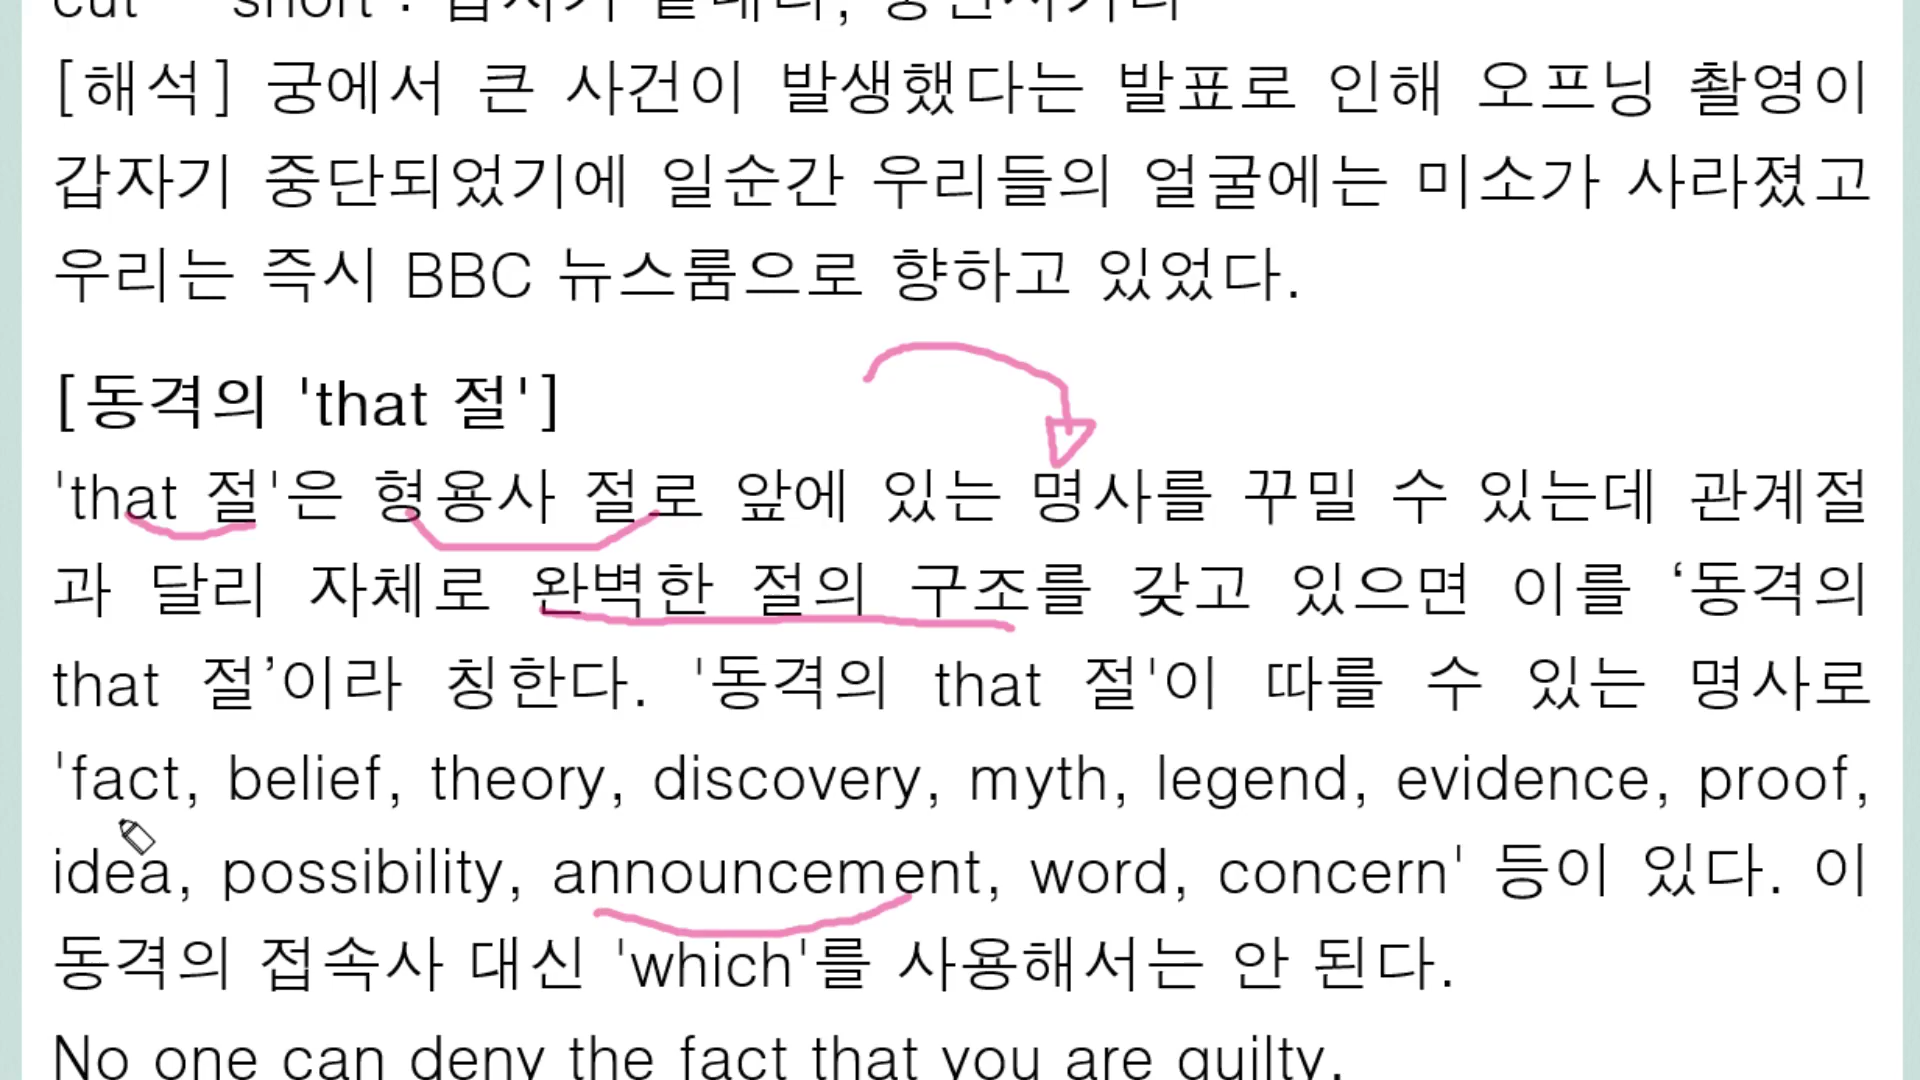 cut short :
[해석] 궁에서 큰 사건이 발생했다는 발표로 인해 오프닝 촬영이
갑자기 중단되었기에 일순간 우리들의 얼굴에는 미소가 사라졌고
우리는 즉시 BBC 뉴스룸으로 향하고 있었다.
[동격의 'that 절']
'that 절'은 형용사 절로 앞에 있는 명사를 꾸밀 수 있는데 관계절
과 달리 자체로 완벽한 절의 구조를 갖고 있으면 이를 ‘동격의
that 절’이라 칭한다. '동격의 that 절'이 따를 수 있는 명사로
'fact, belief, theory, discovery, myth, legend, evidence, proof,
idea, possibility, announcement, word, concern' 등이 있다. 이
동격의 접속사 대신 'which'를 사용해서는 안 된다.
No one can deny the fact that you are guilty.